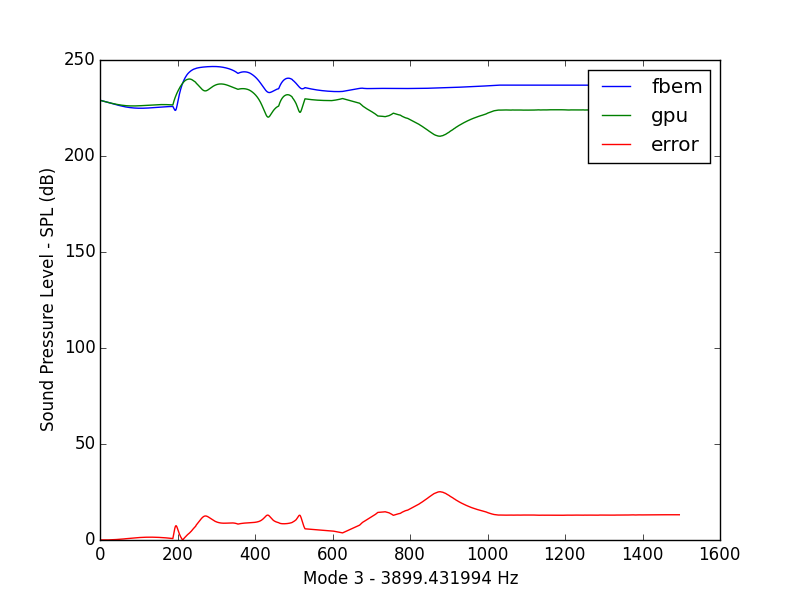 250
200
150
100
50
0
Sound Pressure Level - SPL (dB)
fbem
gpu
error
0 200 400 600 800 1000 1200 1400 1600
Mode 3 - 3899.431994 Hz